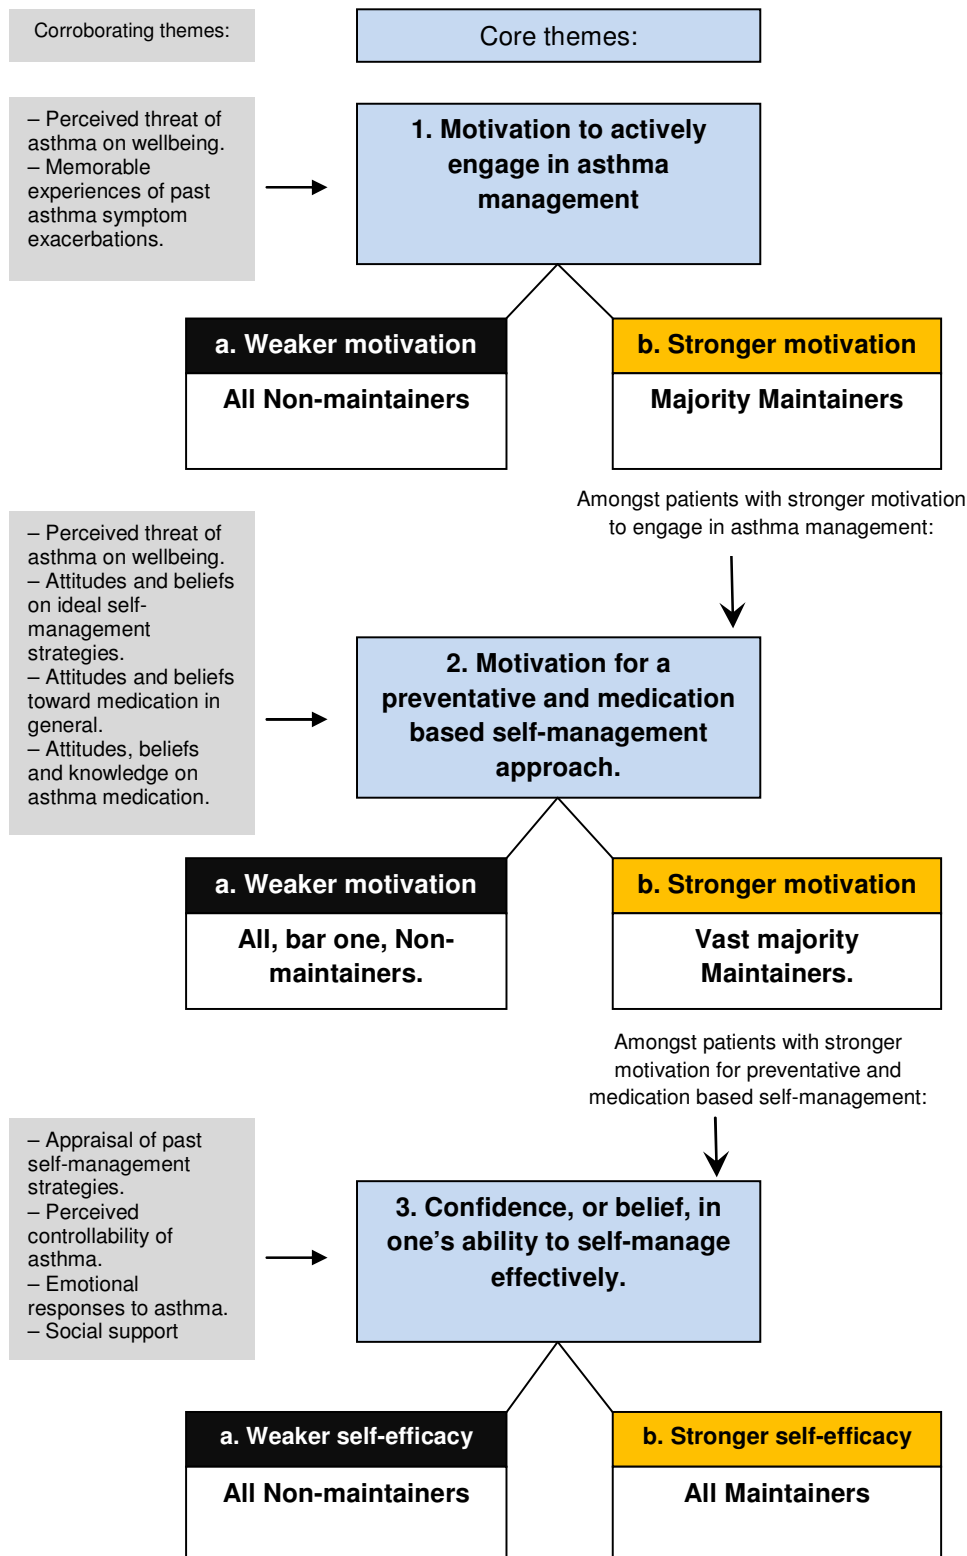 Corroborating themes:
Core themes:
– Perceived threat of
asthma on wellbeing.
– Memorable
experiences of past
asthma symptom
exacerbations.
1. Motivation to actively
engage in asthma
management
a. Weaker motivation
All Non-maintainers
b. Stronger motivation
Majority Maintainers
Amongst patients with stronger motivation
to engage in asthma management:
– Perceived threat of
asthma on wellbeing.
– Attitudes and beliefs
on ideal self-
management
strategies.
– Attitudes and beliefs
toward medication in
general.
– Attitudes, beliefs
and knowledge on
asthma medication.
2. Motivation for a
preventative and medication
based self-management
approach.
a. Weaker motivation
All, bar one, Non-
maintainers.
b. Stronger motivation
Vast majority
Maintainers.
Amongst patients with stronger
motivation for preventative and
medication based self-management:
– Appraisal of past
self-management
strategies.
– Perceived
controllability of
asthma.
– Emotional
responses to asthma.
– Social support
3. Confidence, or belief, in
one’s ability to self-manage
effectively.
a. Weaker self-efficacy
All Non-maintainers
b. Stronger self-efficacy
All Maintainers